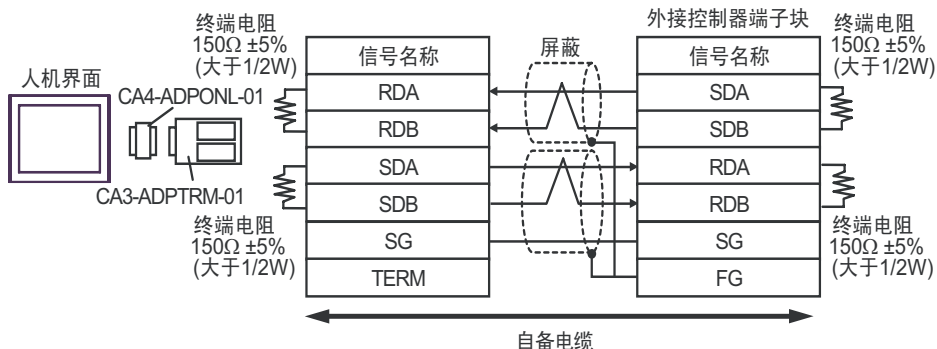 人机界面
CA4-ADPONL-01
CA3-ADPTRM-01
终端电阻
150Ω ±5%
(大于1/2W)
终端电阻
150Ω ±5%
(大于1/2W)
信号名称
RDA
RDB
SDA
SDB
SG
TERM
屏蔽
外接控制器端子块
信号名称
SDA
SDB
RDA
RDB
SG
FG
终端电阻
150Ω ±5%
(大于1/2W)
终端电阻
150Ω ±5%
(大于1/2W)
自备电缆